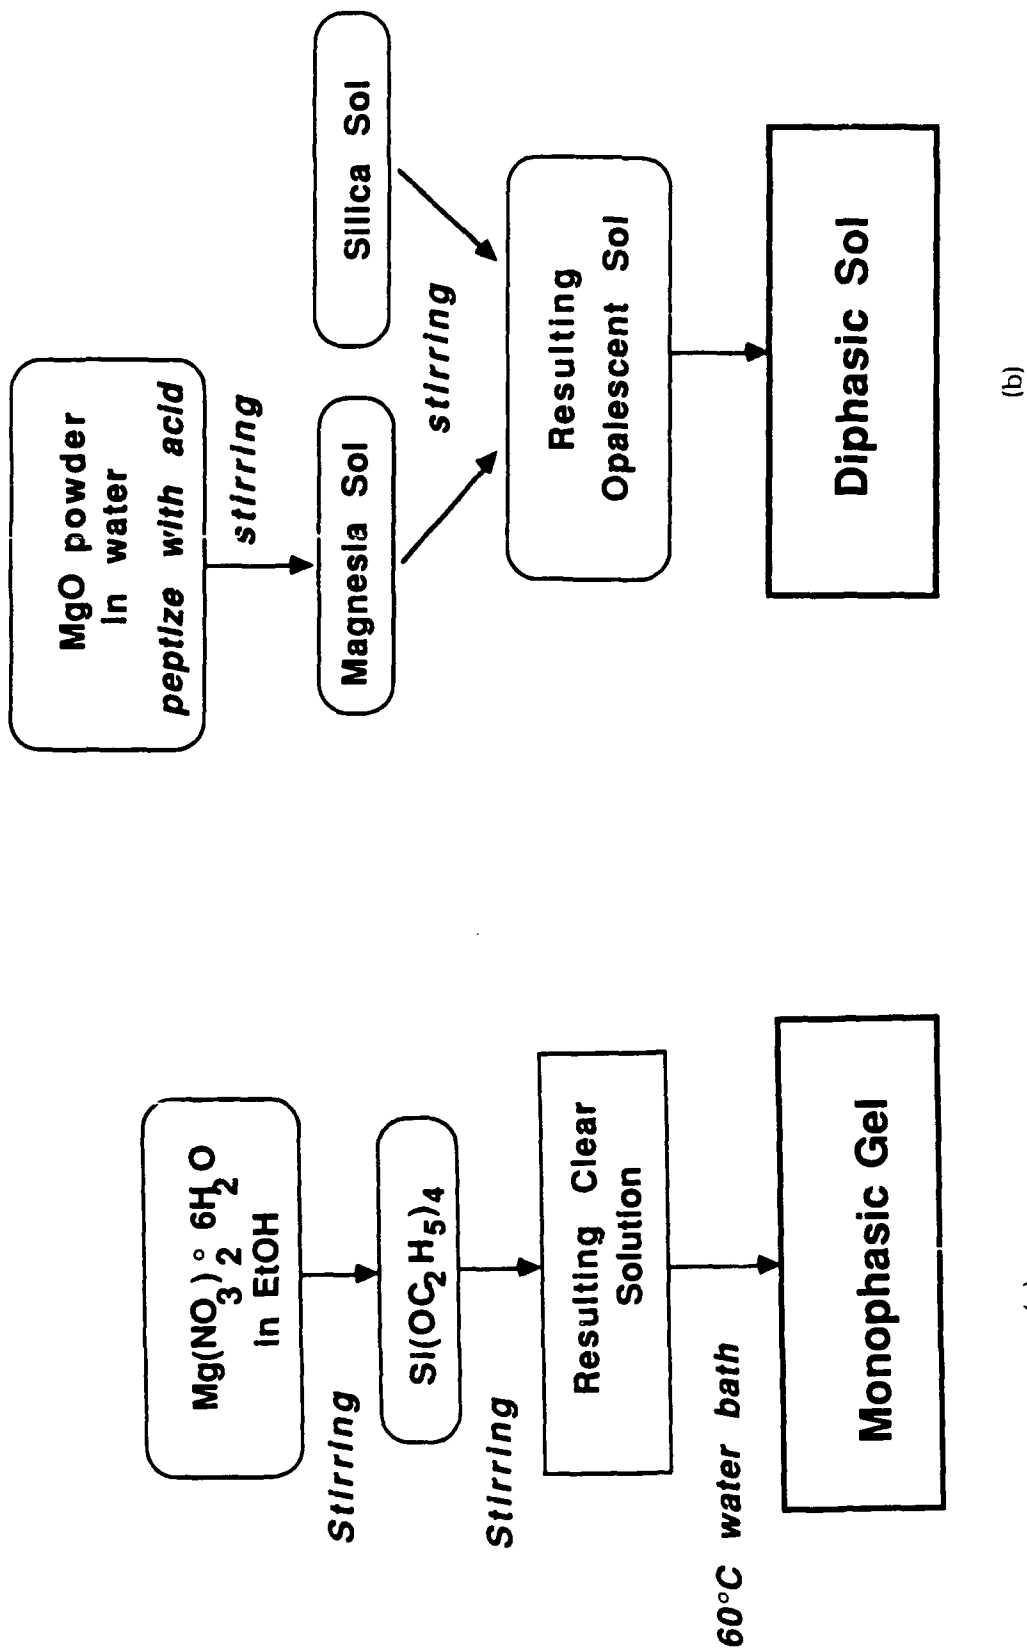 Mg(NO3)2° 6H2O
in EtOH
Stirring
Si(OC2H5)4
Stirring
Resulting Clear
Solution
60°C water bath
Monophasic Gel
MgO powder
in water
peptize with acid
stirring
Magnesia Sol
Silica Sol
stirring
Resulting
Opalescent Sol
Diphasic Sol
(b)